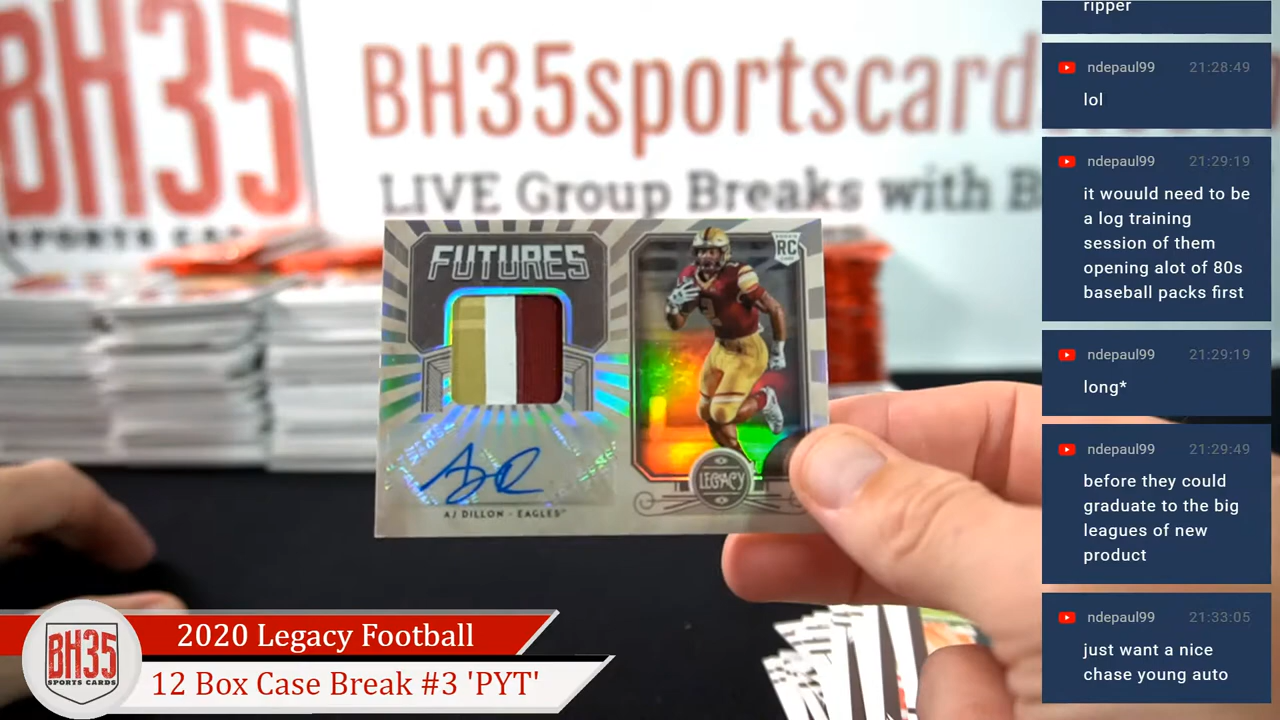 BH35
SPORTS CA
BH35sportscard
LIVE Group Breaks with B
FUTURES
RC
2
AJ DILLON - EAGLES
LEGACY
BH35
SPORTS CARDS
2020 Legacy Football
12 Box Case Break #3 'PYT'
ripper
ndepaul99 21:28:49
lol
ndepaul99 21:29:19
it wouuld need to be
a log training
session of them
opening alot of 80s
baseball packs first
ndepaul99 21:29:19
long*
ndepaul99 21:29:49
before they could
graduate to the big
leagues of new
product
ndepaul99 21:33:05
just want a nice
chase young auto